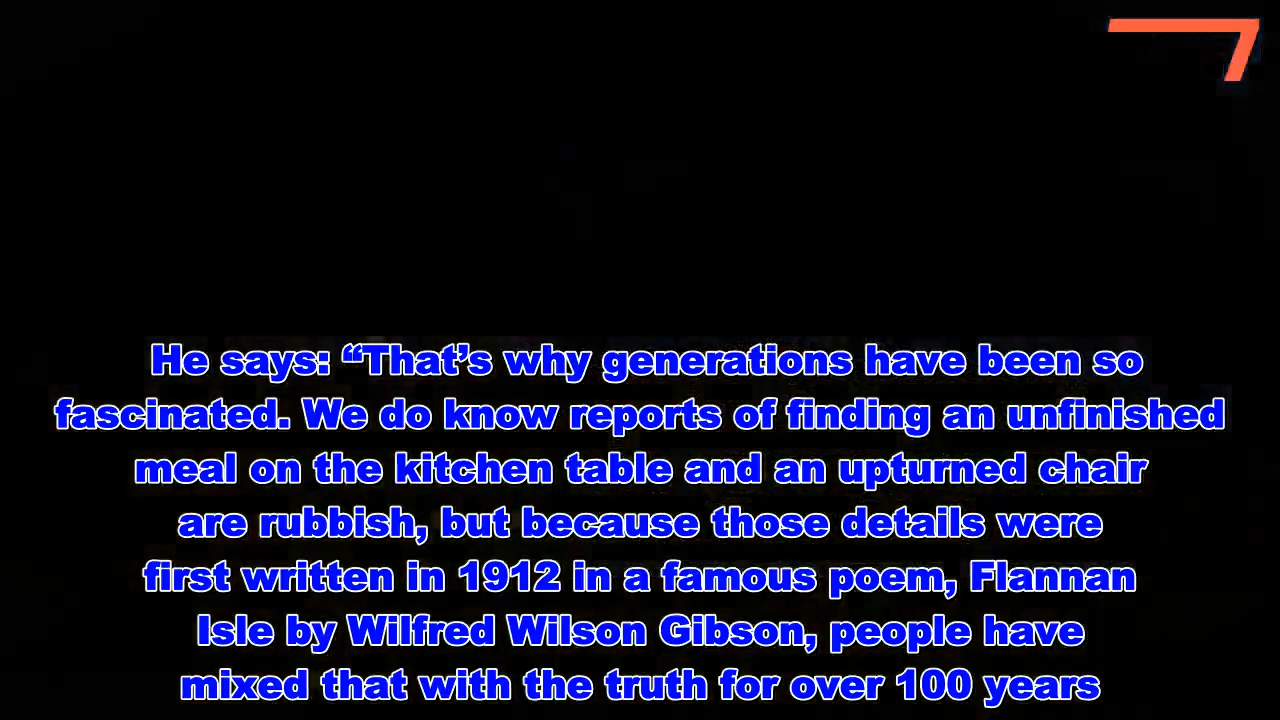 He says: “That’s why generations have been so
fascinated. We do know reports of finding an unfinished
meal on the kitchen table and an upturned chair
are rubbish, but because those details were
first written in 1912 in a famous poem, Flannan
Isle by Wilfred Wilson Gibson, people have
mixed that with the truth for over 100 years